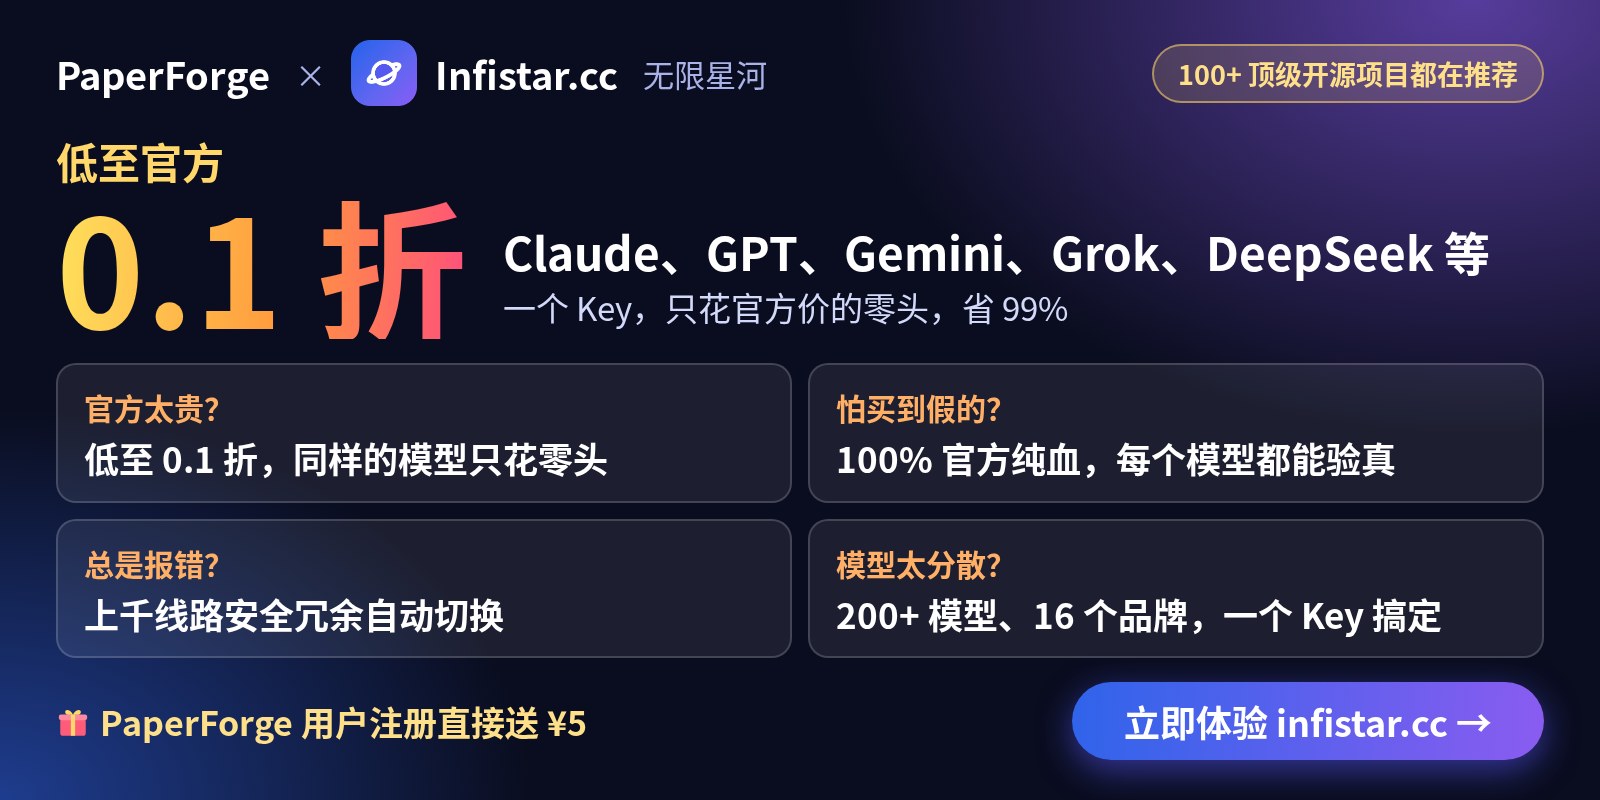 PaperForge × Infistar.cc 无限星河
100+ 顶级开源项目都在推荐
低至官方
0.1 折
Claude、GPT、Gemini、Grok、DeepSeek 等
一个 Key，只花官方价的零头，省 99%
官方太贵？
低至 0.1 折，同样的模型只花零头
怕买到假的？
100% 官方纯血，每个模型都能验真
总是报错？
上千线路安全冗余自动切换
模型太分散？
200+ 模型、16 个品牌，一个 Key 搞定
PaperForge 用户注册直接送 ¥5
立即体验 infistar.cc →